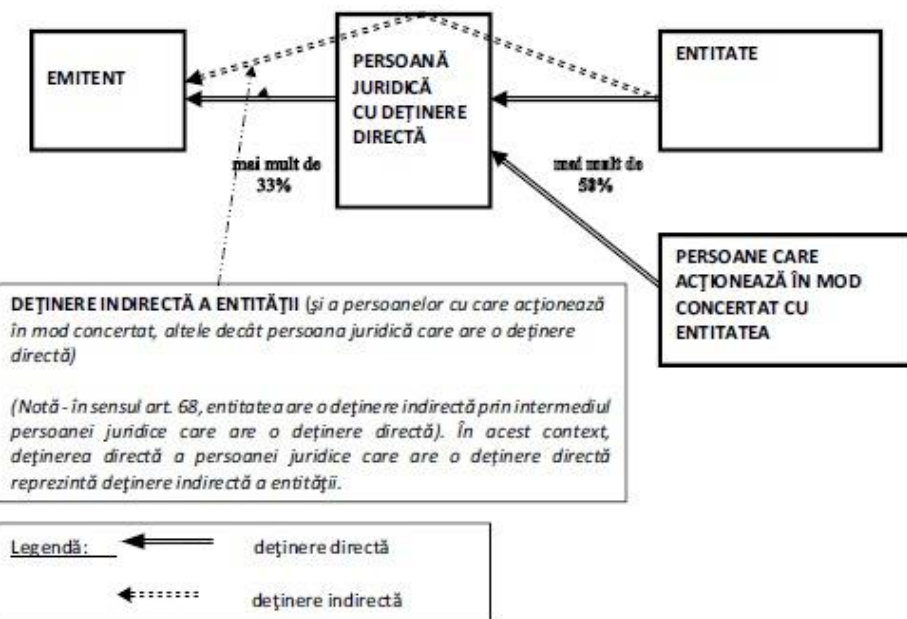 EMITENT
PERSOANĂ
JURIDICĂ
CU DEȚINERE
DIRECTĂ
ENTITATE
mai mult de
33%
mai mult de
PERSOANE CARE
ACȚIONEAZĂ ÎN MOD
CONCERTAT CU
ENTITATEA
DEȚINERE INDIRECTĂ A ENTITĂȚII (și a persoanelor cu care acționează
în mod concertat, altele decât persoana juridică care are o deținere
directă)
(Notă - în sensul art. 68, entitatea are o deținere indirectă prin intermediul
persoanei juridice care are o deținere directă). În acest context,
deținerea directă a persoanei juridice care are o deținere directă
reprezintă deținere indirectă a entității.
Legendă: deținere directă
deținere indirectă